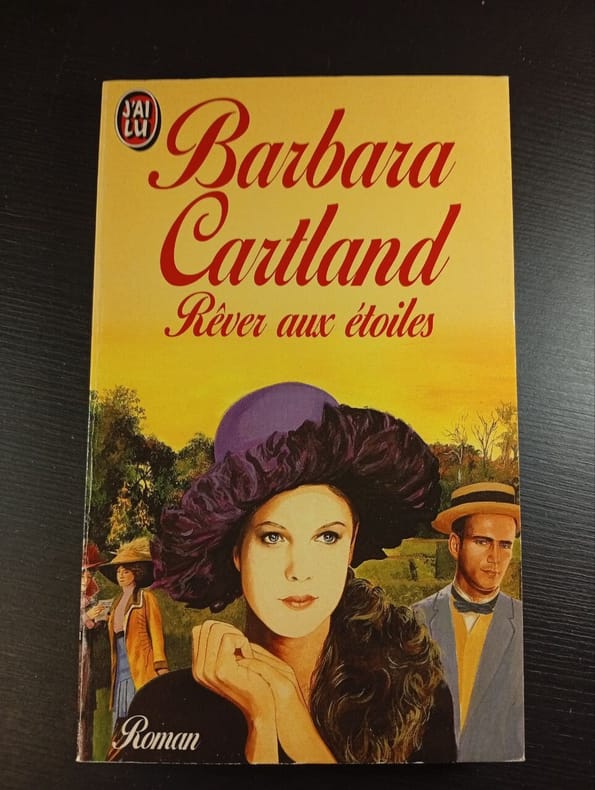 J'AI
LU
Barbara
Cartland
Rêver aux étoiles
Roman